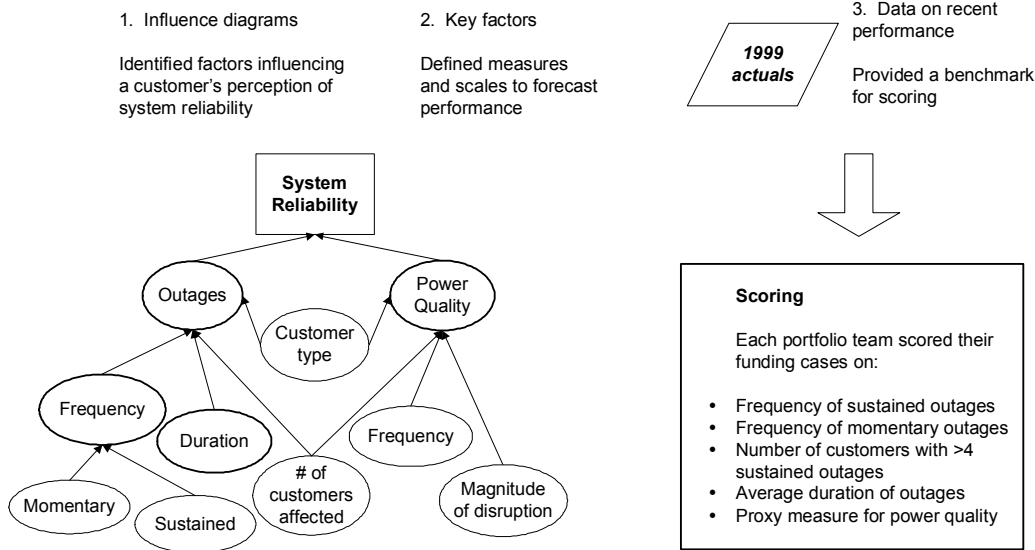 1. Influence diagrams
Identified factors influencing
a customer's perception of
system reliability
2. Key factors
Defined measures
and scales to forecast
performance
1999
actuals
3. Data on recent
performance
Provided a benchmark
for scoring
System
Reliability
Outages
Power
Quality
Customer
type
Frequency
Duration
Frequency
Momentary
Sustained
# of
customers
affected
Magnitude
of disruption
Scoring
Each portfolio team scored their
funding cases on:
• Frequency of sustained outages
• Frequency of momentary outages
• Number of customers with >4
sustained outages
• Average duration of outages
• Proxy measure for power quality